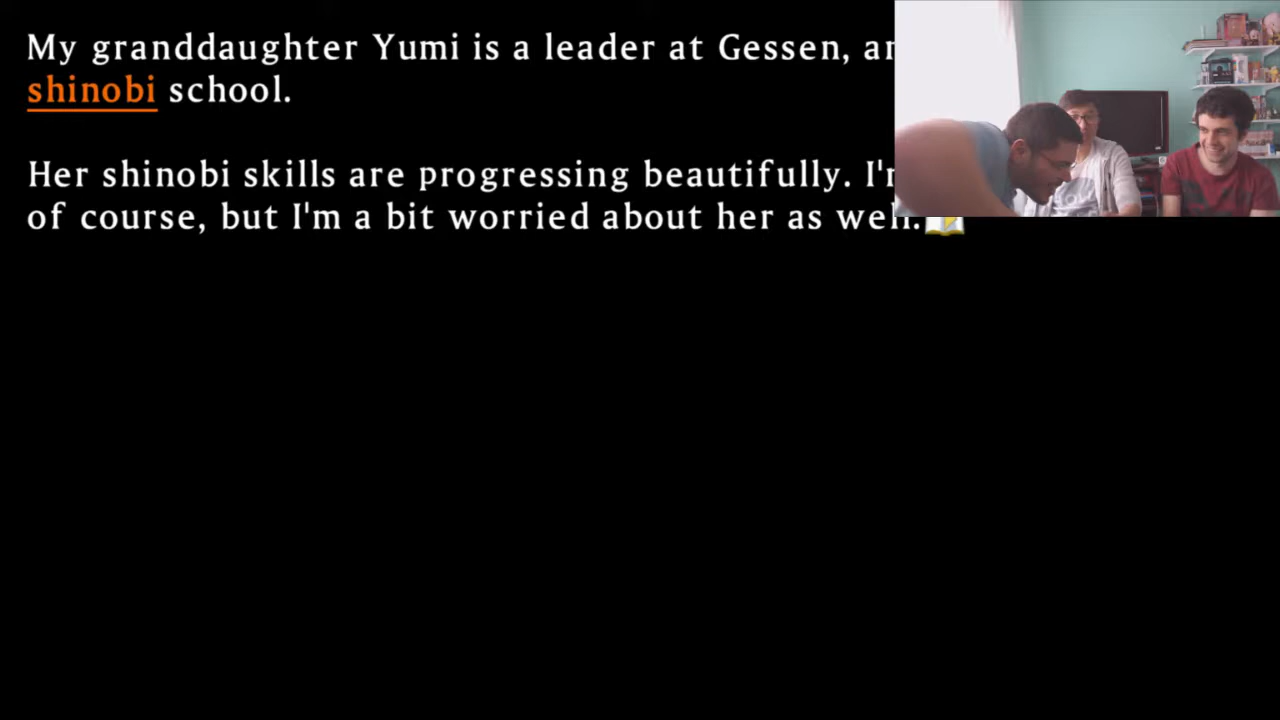 My granddaughter Yumi is a leader at Gessen, an
shinobi school.
Her shinobi skills are progressing beautifully. I'm
of course, but I'm a bit worried about her as well.